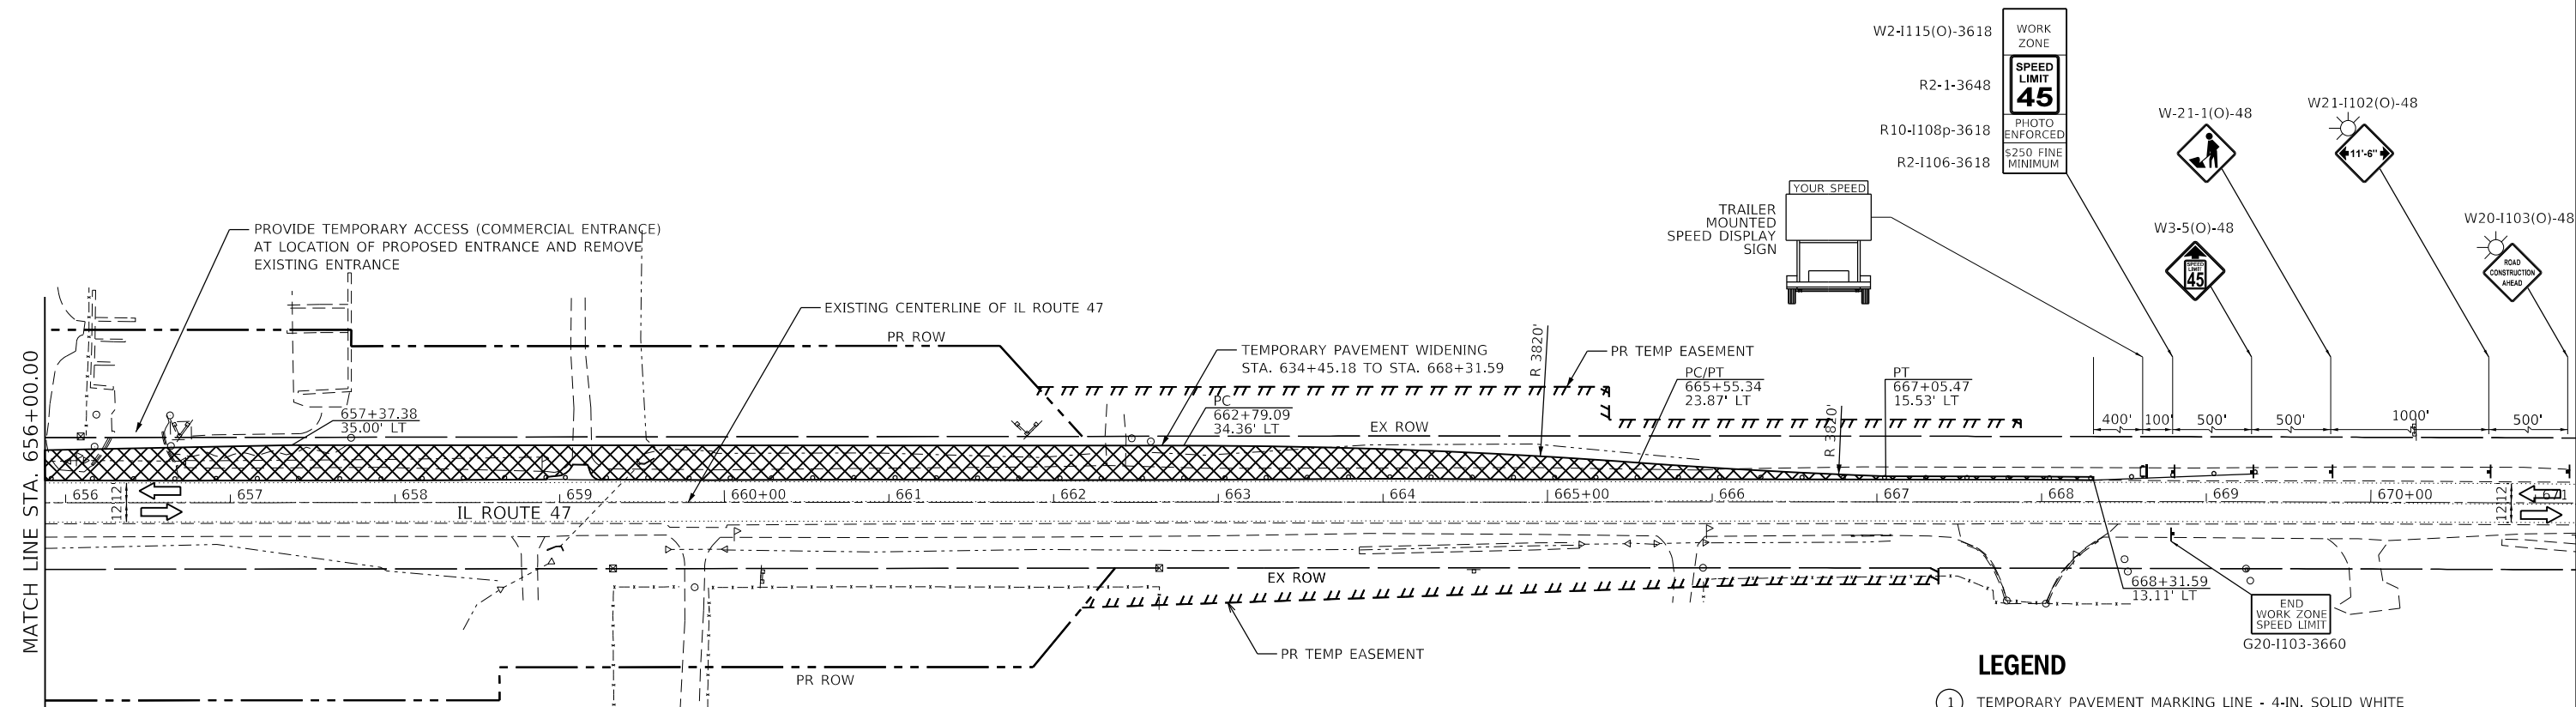 W2-I115(O)-3618
WORK
ZONE
R2-1-3648
SPEED
LIMIT
45
R10-I108p-3618
PHOTO
ENFORCED
R2-I106-3618
$250 FINE
MINIMUM
W-21-1(O)-48
W21-I102(O)-48
11'-6"
W3-5(O)-48
SPEED
LIMIT
45
W20-I103(O)-48
ROAD
CONSTRUCTION
AHEAD
YOUR SPEED
TRAILER
MOUNTED
SPEED DISPLAY
SIGN
PROVIDE TEMPORARY ACCESS (COMMERCIAL ENTRANCE)
AT LOCATION OF PROPOSED ENTRANCE AND REMOVE
EXISTING ENTRANCE
EXISTING CENTERLINE OF IL ROUTE 47
PR ROW
TEMPORARY PAVEMENT WIDENING
STA. 634+45.18 TO STA. 668+31.59
R 3820'
PR TEMP EASEMENT
PC/PT
665+55.34
23.87' LT
PT
667+05.47
15.53' LT
R 3820'
PC
662+79.09
34.36' LT
657+37.38
35.00' LT
EX ROW
400' 100' 500' 500' 1000' 500'
MATCH LINE STA. 656+00.00
656 657 658 659 660+00 661 662 663 664 665+00 666 667 668 669 670+00 671
12' 12'
12' 12'
IL ROUTE 47
EX ROW
668+31.59
13.11' LT
END
WORK ZONE
SPEED LIMIT
G20-I103-3660
PR TEMP EASEMENT
PR ROW
LEGEND
1 TEMPORARY PAVEMENT MARKING LINE - 4-IN. SOLID WHITE